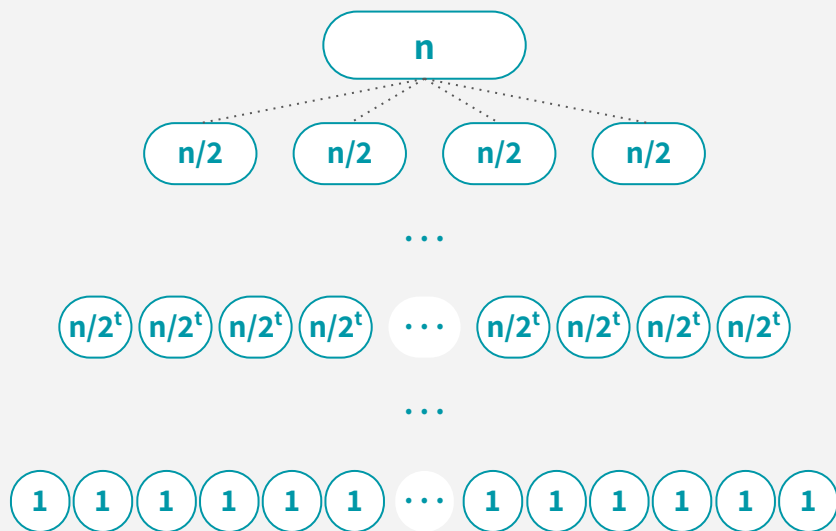 n
n/2 n/2 n/2 n/2
...
n/2ᵗ n/2ᵗ n/2ᵗ n/2ᵗ ... n/2ᵗ n/2ᵗ n/2ᵗ n/2ᵗ
...
1 1 1 1 1 1 ... 1 1 1 1 1 1